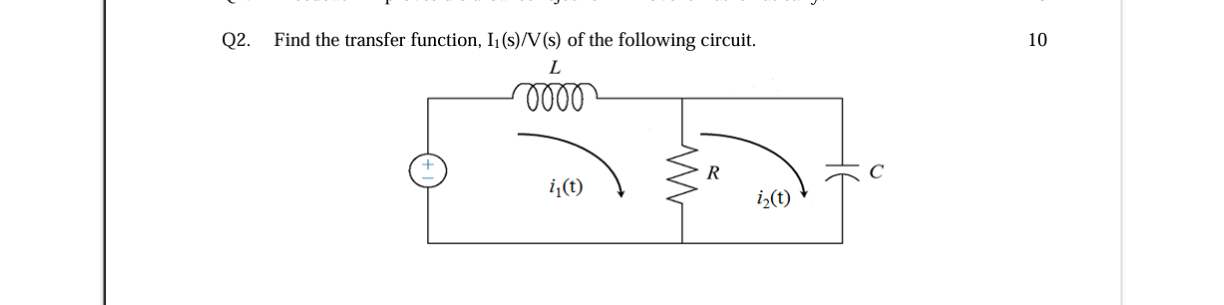 Q2. Find the transfer function, I₁(s)/V(s) of the following circuit. 10
L
+
−
R
C
i₁(t)
i₂(t)